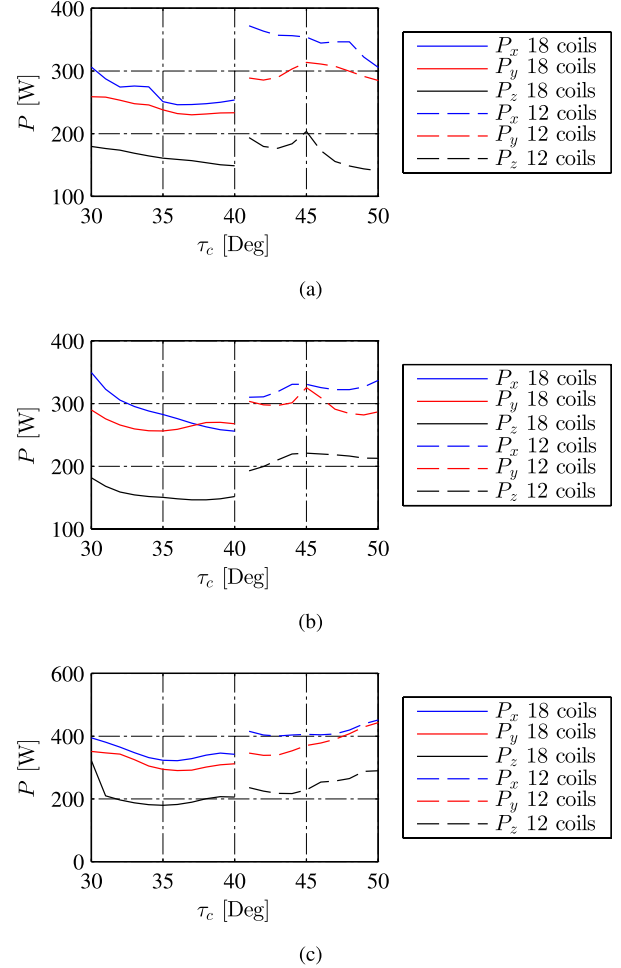 400
300
200
100
P [W]
30 35 40 45 50
τc [Deg]
Px 18 coils
Py 18 coils
Pz 18 coils
Px 12 coils
Py 12 coils
Pz 12 coils
(a)
400
300
200
100
P [W]
30 35 40 45 50
τc [Deg]
Px 18 coils
Py 18 coils
Pz 18 coils
Px 12 coils
Py 12 coils
Pz 12 coils
(b)
600
400
200
0
P [W]
30 35 40 45 50
τc [Deg]
Px 18 coils
Py 18 coils
Pz 18 coils
Px 12 coils
Py 12 coils
Pz 12 coils
(c)